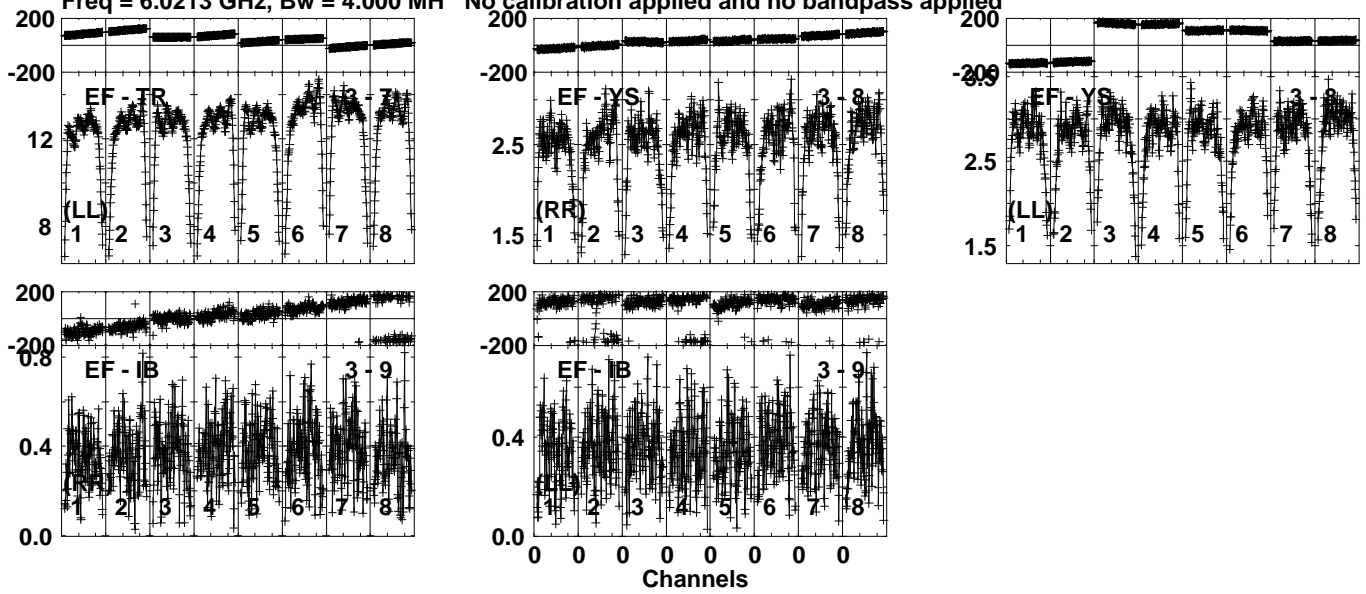 Freq = 6.0213 GHz, Bw = 4.000 MH No calibration applied and no bandpass applied
200
-200
EF - TR 3 - 7
12
8
(LL)
1 2 3 4 5 6 7 8
200
-200
EF - YS 3 - 8
2.5
1.5
(RR)
1 2 3 4 5 6 7 8
200
-200
3.5
EF - YS 3 - 8
2.5
1.5
(LL)
1 2 3 4 5 6 7 8
200
-200
0.8
EF - IB 3 - 9
0.4
0.0
(RR)
1 2 3 4 5 6 7 8
200
-200
EF - IB 3 - 9
0.4
0.0
(LL)
1 2 3 4 5 6 7 8
0 0 0 0 0 0 0 0
Channels